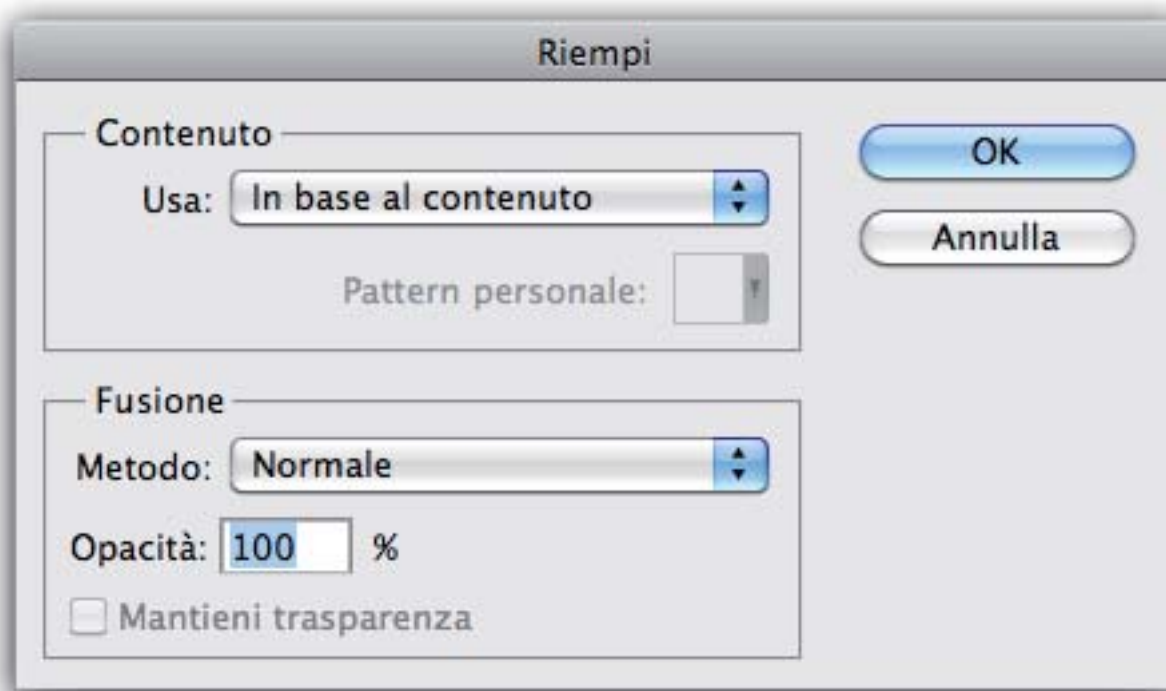 Riempi
Contenuto
Usa: In base al contenuto
Pattern personale:
OK
Annulla
Fusione
Metodo: Normale
Opacità: 100 %
Mantieni trasparenza